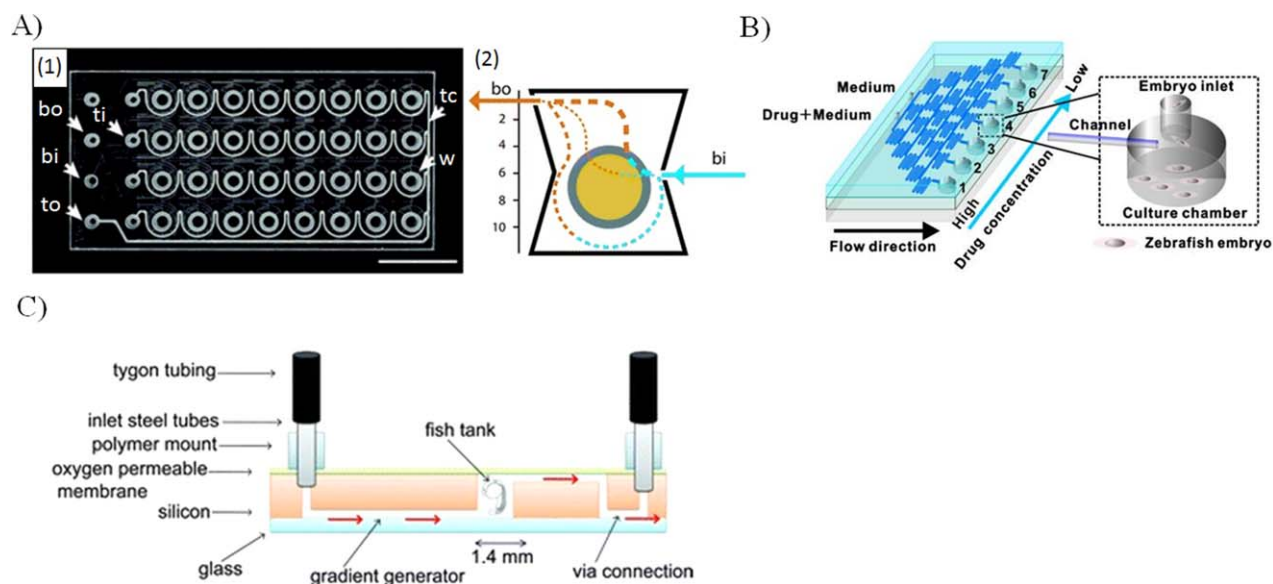 A)
(1)
bo
ti
bi
to
tc
w
(2)
bo
2
4
6
8
10
bi
B)
Medium
Drug+Medium
7
6
5
4
3
2
1
Low
High
Drug concentration
Flow direction
Embryo inlet
Channel
Culture chamber
Zebrafish embryo
C)
tygon tubing
inlet steel tubes
polymer mount
oxygen permeable
membrane
silicon
glass
fish tank
gradient generator
1.4 mm
via connection